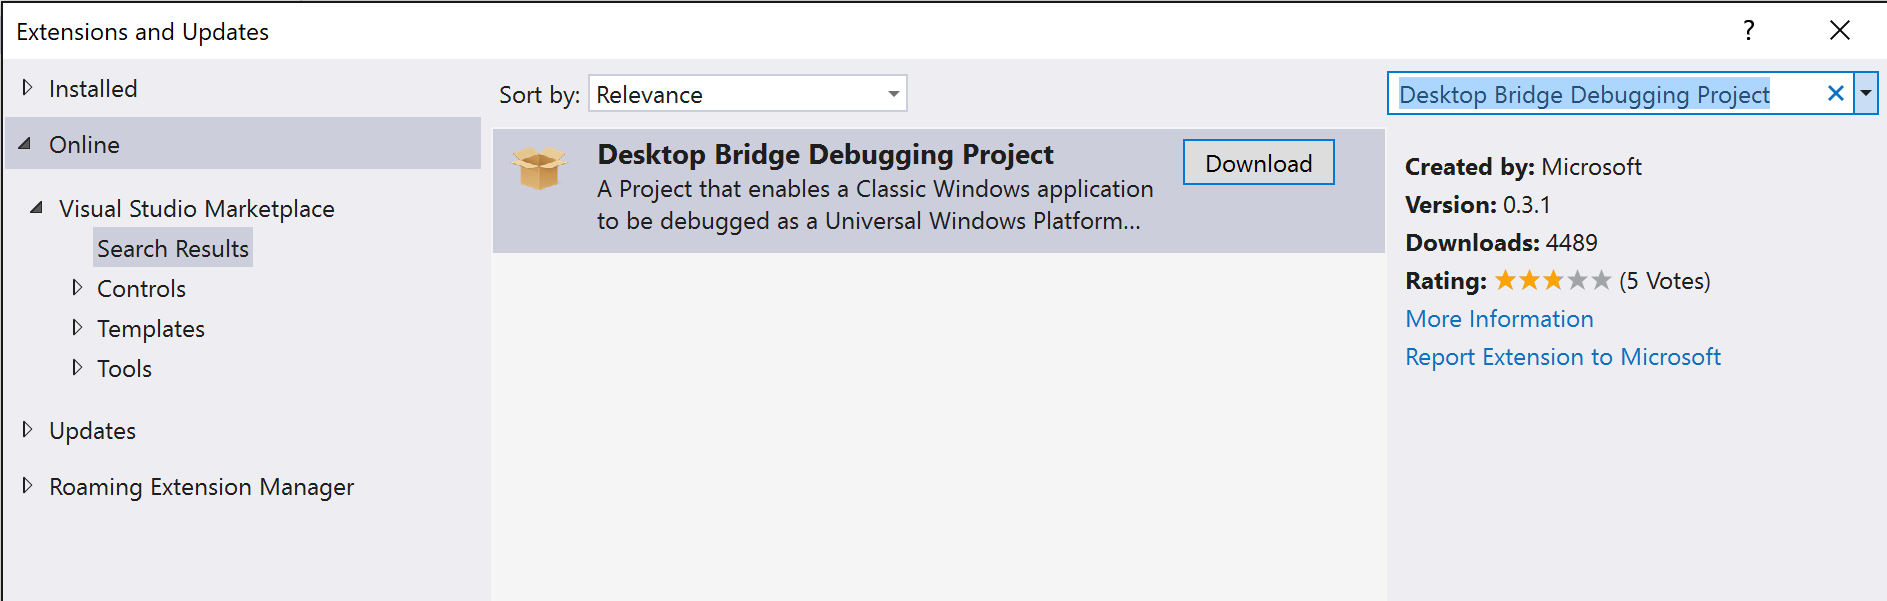 Extensions and Updates
?
Installed
Online
Visual Studio Marketplace
Search Results
Controls
Templates
Tools
Updates
Roaming Extension Manager
Sort by: Relevance
Desktop Bridge Debugging Project
A Project that enables a Classic Windows application
to be debugged as a Universal Windows Platform...
Download
Desktop Bridge Debugging Project
Created by: Microsoft
Version: 0.3.1
Downloads: 4489
Rating: (5 Votes)
More Information
Report Extension to Microsoft